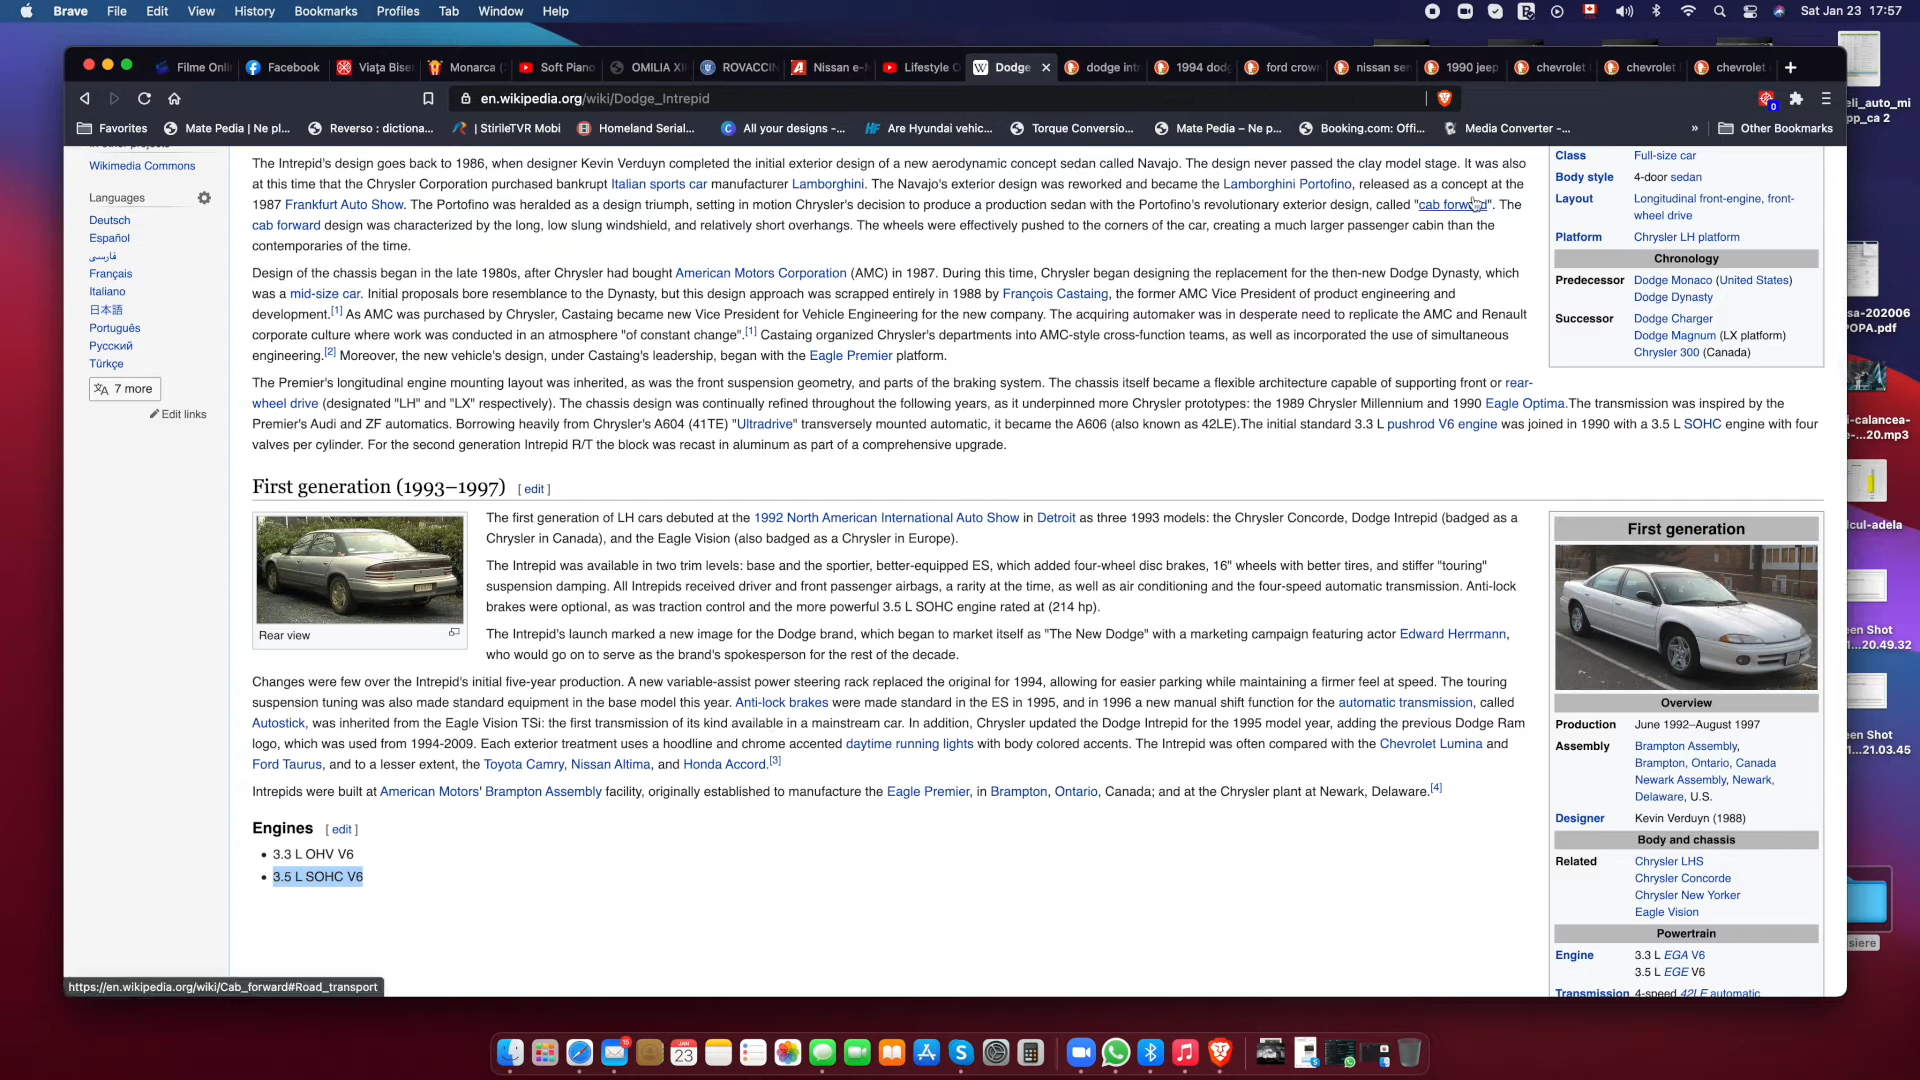 Brave File Edit View History Bookmarks Profiles Tab Window Help Sat Jan 23 17:57
Filme Onli Facebook Viaţa Bise Monarca ( Soft Piano OMILIA XI ROVACCIN Nissan e-N Lifestyle C Dodge dodge intr 1994 dod ford crown nissan sen 1990 jeep chevrolet chevrolet chevrolet
en.wikipedia.org/wiki/Dodge_Intrepid
0
Favorites Mate Pedia | Ne pl... Reverso : dictiona... | StirileTVR Mobi Homeland Serial... All your designs -... Are Hyundai vehic... Torque Conversio... Mate Pedia – Ne p... Booking.com: Offi... Media Converter -... » Other Bookmarks
Wikimedia Commons
Languages
Deutsch
Español
فارسی
Français
Italiano
日本語
Português
Русский
Türkçe
7 more
Edit links
The Intrepid's design goes back to 1986, when designer Kevin Verduyn completed the initial exterior design of a new aerodynamic concept sedan called Navajo. The design never passed the clay model stage. It was also
at this time that the Chrysler Corporation purchased bankrupt Italian sports car manufacturer Lamborghini. The Navajo's exterior design was reworked and became the Lamborghini Portofino, released as a concept at the
1987 Frankfurt Auto Show. The Portofino was heralded as a design triumph, setting in motion Chrysler's decision to produce a production sedan with the Portofino's revolutionary exterior design, called "cab forward". The
cab forward design was characterized by the long, low slung windshield, and relatively short overhangs. The wheels were effectively pushed to the corners of the car, creating a much larger passenger cabin than the
contemporaries of the time.
Design of the chassis began in the late 1980s, after Chrysler had bought American Motors Corporation (AMC) in 1987. During this time, Chrysler began designing the replacement for the then-new Dodge Dynasty, which
was a mid-size car. Initial proposals bore resemblance to the Dynasty, but this design approach was scrapped entirely in 1988 by François Castaing, the former AMC Vice President of product engineering and
development.[1] As AMC was purchased by Chrysler, Castaing became new Vice President for Vehicle Engineering for the new company. The acquiring automaker was in desperate need to replicate the AMC and Renault
corporate culture where work was conducted in an atmosphere "of constant change".[1] Castaing organized Chrysler's departments into AMC-style cross-function teams, as well as incorporated the use of simultaneous
engineering.[2] Moreover, the new vehicle's design, under Castaing's leadership, began with the Eagle Premier platform.
The Premier's longitudinal engine mounting layout was inherited, as was the front suspension geometry, and parts of the braking system. The chassis itself became a flexible architecture capable of supporting front or rear-
wheel drive (designated "LH" and "LX" respectively). The chassis design was continually refined throughout the following years, as it underpinned more Chrysler prototypes: the 1989 Chrysler Millennium and 1990 Eagle Optima.The transmission was inspired by the
Premier's Audi and ZF automatics. Borrowing heavily from Chrysler's A604 (41TE) "Ultradrive" transversely mounted automatic, it became the A606 (also known as 42LE).The initial standard 3.3 L pushrod V6 engine was joined in 1990 with a 3.5 L SOHC engine with four
valves per cylinder. For the second generation Intrepid R/T the block was recast in aluminum as part of a comprehensive upgrade.
First generation (1993–1997) [ edit ]
Rear view
The first generation of LH cars debuted at the 1992 North American International Auto Show in Detroit as three 1993 models: the Chrysler Concorde, Dodge Intrepid (badged as a
Chrysler in Canada), and the Eagle Vision (also badged as a Chrysler in Europe).
The Intrepid was available in two trim levels: base and the sportier, better-equipped ES, which added four-wheel disc brakes, 16" wheels with better tires, and stiffer "touring"
suspension damping. All Intrepids received driver and front passenger airbags, a rarity at the time, as well as air conditioning and the four-speed automatic transmission. Anti-lock
brakes were optional, as was traction control and the more powerful 3.5 L SOHC engine rated at (214 hp).
The Intrepid's launch marked a new image for the Dodge brand, which began to market itself as "The New Dodge" with a marketing campaign featuring actor Edward Herrmann,
who would go on to serve as the brand's spokesperson for the rest of the decade.
Changes were few over the Intrepid's initial five-year production. A new variable-assist power steering rack replaced the original for 1994, allowing for easier parking while maintaining a firmer feel at speed. The touring
suspension tuning was also made standard equipment in the base model this year. Anti-lock brakes were made standard in the ES in 1995, and in 1996 a new manual shift function for the automatic transmission, called
Autostick, was inherited from the Eagle Vision TSi: the first transmission of its kind available in a mainstream car. In addition, Chrysler updated the Dodge Intrepid for the 1995 model year, adding the previous Dodge Ram
logo, which was used from 1994-2009. Each exterior treatment uses a hoodline and chrome accented daytime running lights with body colored accents. The Intrepid was often compared with the Chevrolet Lumina and
Ford Taurus, and to a lesser extent, the Toyota Camry, Nissan Altima, and Honda Accord.[3]
Intrepids were built at American Motors' Brampton Assembly facility, originally established to manufacture the Eagle Premier, in Brampton, Ontario, Canada; and at the Chrysler plant at Newark, Delaware.[4]
Engines [ edit ]
• 3.3 L OHV V6
• 3.5 L SOHC V6
Class Full-size car
Body style 4-door sedan
Layout Longitudinal front-engine, front-
wheel drive
Platform Chrysler LH platform
Chronology
Predecessor Dodge Monaco (United States)
Dodge Dynasty
Successor Dodge Charger
Dodge Magnum (LX platform)
Chrysler 300 (Canada)
First generation
Overview
Production June 1992–August 1997
Assembly Brampton Assembly,
Brampton, Ontario, Canada
Newark Assembly, Newark,
Delaware, U.S.
Designer Kevin Verduyn (1988)
Body and chassis
Related Chrysler LHS
Chrysler Concorde
Chrysler New Yorker
Eagle Vision
Powertrain
Engine 3.3 L EGA V6
3.5 L EGE V6
Transmission 4-speed 42LE automatic
https://en.wikipedia.org/wiki/Cab_forward#Road_transport
eli_auto_mi
pp_ca 2
sa-202006
POPA.pdf
i-calancea-
e-...20.mp3
lcul-adela
een Shot
1...20.49.32
een Shot
1...21.03.45
siere
JAN
23